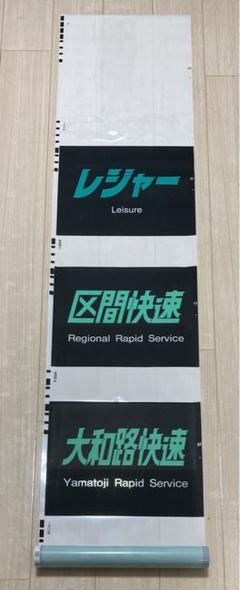 レジャー
Leisure
区間快速
Regional Rapid Service
大和路快速
Yamatoji Rapid Service